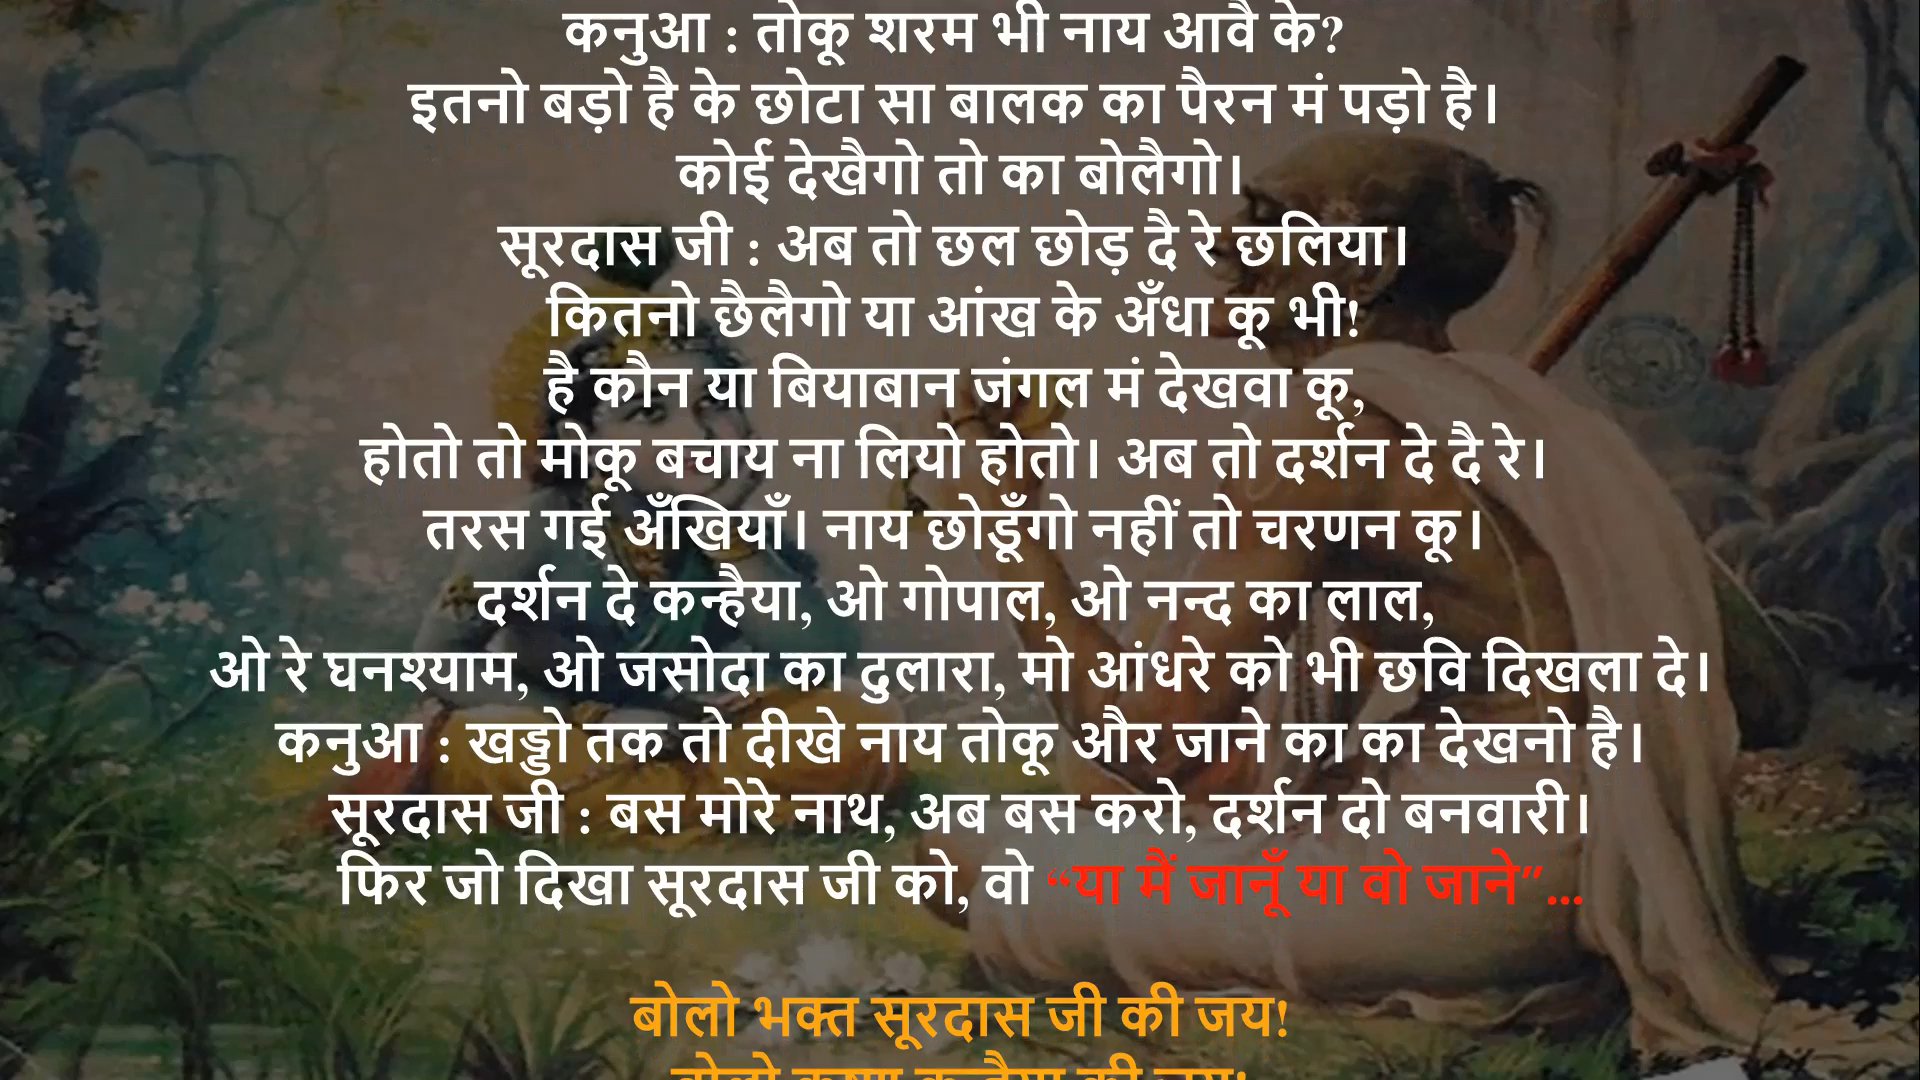 कनुआ : तोकू शरम भी नाय आवै के?
इतनो बड़ो है के छोटा सा बालक का पैरन मं पड़ो है।
कोई देखैगो तो का बोलैगो।
सूरदास जी : अब तो छल छोड़ दै रे छलिया।
कितनो छैलैगो या आंख के अँधा कू भी!
है कौन या बियाबान जंगल मं देखवा कू,
होतो तो मोकू बचाय ना लियो होतो। अब तो दर्शन दे दै रे।
तरस गई अँखियाँ। नाय छोडूँगो नहीं तो चरणन कू।
दर्शन दे कन्हैया, ओ गोपाल, ओ नन्द का लाल,
ओ रे घनश्याम, ओ जसोदा का दुलारा, मो आंधरे को भी छवि दिखला दे।
कनुआ : खड्डो तक तो दीखे नाय तोकू और जाने का का देखनो है।
सूरदास जी : बस मोरे नाथ, अब बस करो, दर्शन दो बनवारी।
फिर जो दिखा सूरदास जी को, वो “या मैं जानूँ या वो जाने”...
बोलो भक्त सूरदास जी की जय!
बोलो कृष्ण कन्हैया की जय!